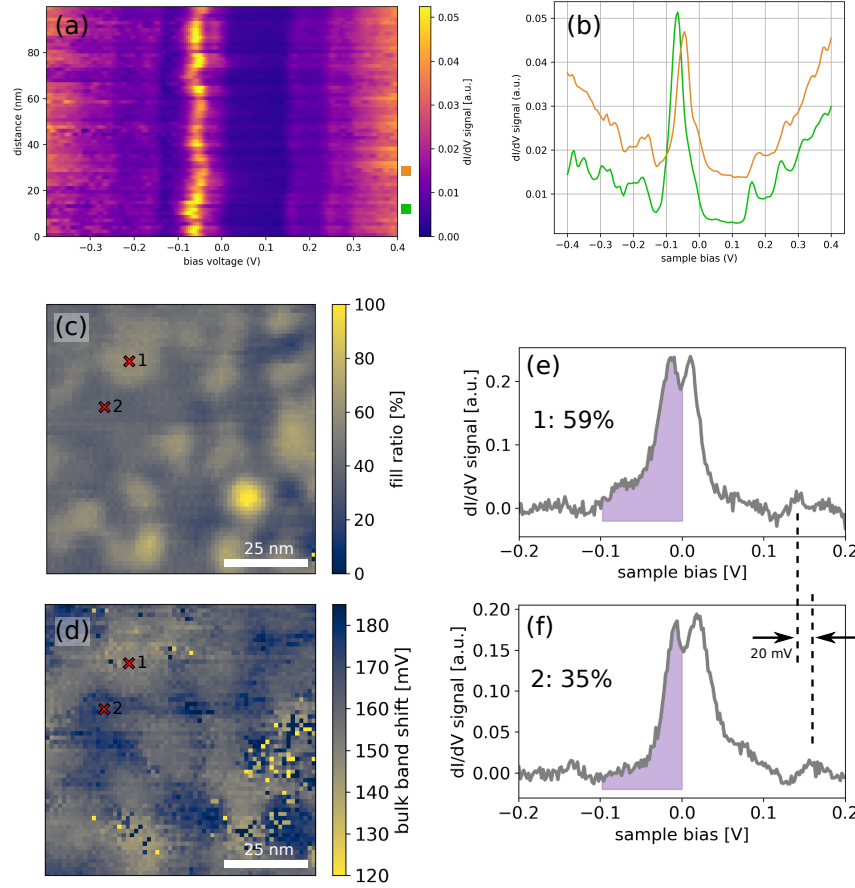 (a)
80
60
40
20
0
distance (nm)
−0.3 −0.2 −0.1 0.0 0.1 0.2 0.3 0.4
bias voltage (V)
0.05
0.04
0.03
0.02
0.01
0.00
dI/dV signal [a.u.]
(b)
0.05
0.04
0.03
0.02
0.01
dI/dV signal (a.u.)
−0.4 −0.3 −0.2 −0.1 0.0 0.1 0.2 0.3 0.4
sample bias (V)
(c)
1
2
25 nm
100
80
60
40
20
0
fill ratio [%]
(d)
1
2
25 nm
180
170
160
150
140
130
120
bulk band shift [mV]
(e)
1: 59%
0.2
0.1
0.0
dI/dV signal [a.u.]
−0.2 −0.1 0.0 0.1 0.2
sample bias [V]
(f)
2: 35%
20 mV
0.20
0.15
0.10
0.05
0.00
dI/dV signal [a.u.]
−0.2 −0.1 0.0 0.1 0.2
sample bias [V]